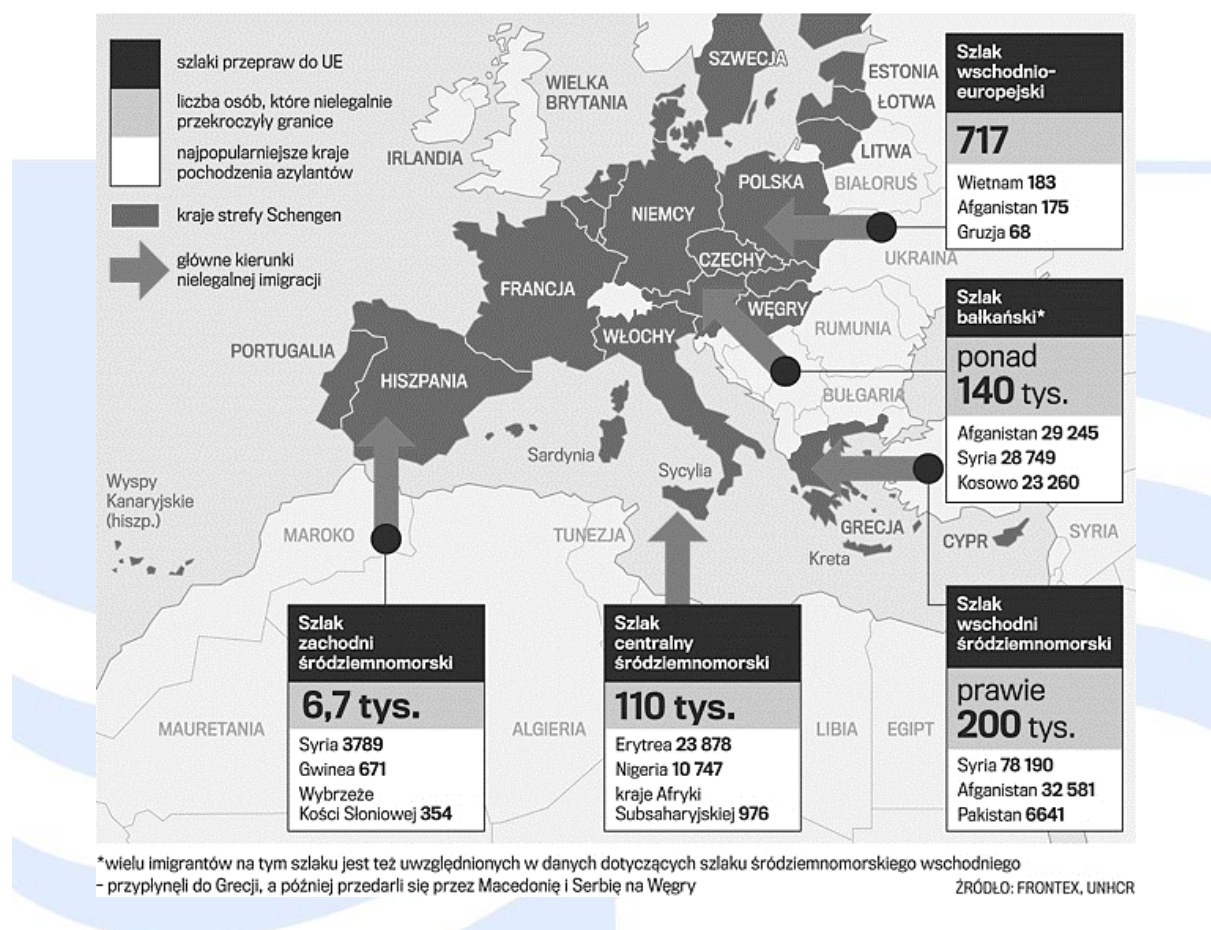 szlaki przepraw do UE
liczba osób, które nielegalnie
przekroczyły granice
najpopularniejsze kraje
pochodzenia azylantów
kraje strefy Schengen
główne kierunki
nielegalnej imigracji
SZWECJA
WIELKA
BRYTANIA
IRLANDIA
ESTONIA
ŁOTWA
LITWA
BIAŁORUŚ
POLSKA
NIEMCY
CZECHY
UKRAINA
FRANCJA
WĘGRY
WŁOCHY
RUMUNIA
PORTUGALIA
HISZPANIA
BUŁGARIA
Sardynia
Sycylia
Wyspy
Kanaryjskie
(hiszp.)
MAROKO
TUNEZJA
GRECJA
Kreta
CYPR
SYRIA
MAURETANIA
ALGIERIA
LIBIA
EGIPT
Szlak
wschodnio-
europejski
717
Wietnam 183
Afganistan 175
Gruzja 68
Szlak
bałkański*
ponad
140 tys.
Afganistan 29 245
Syria 28 749
Kosowo 23 260
Szlak
zachodni
śródziemnomorski
6,7 tys.
Syria 3789
Gwinea 671
Wybrzeże
Kości Słoniowej 354
Szlak
centralny
śródziemnomorski
110 tys.
Erytrea 23 878
Nigeria 10 747
kraje Afryki
Subsaharyjskiej 976
Szlak
wschodni
śródziemnomorski
prawie
200 tys.
Syria 78 190
Afganistan 32 581
Pakistan 6641
*wielu imigrantów na tym szlaku jest też uwzględnionych w danych dotyczących szlaku śródziemnomorskiego wschodniego
– przypłynęli do Grecji, a później przedarli się przez Macedonię i Serbię na Węgry
ŹRÓDŁO: FRONTEX, UNHCR